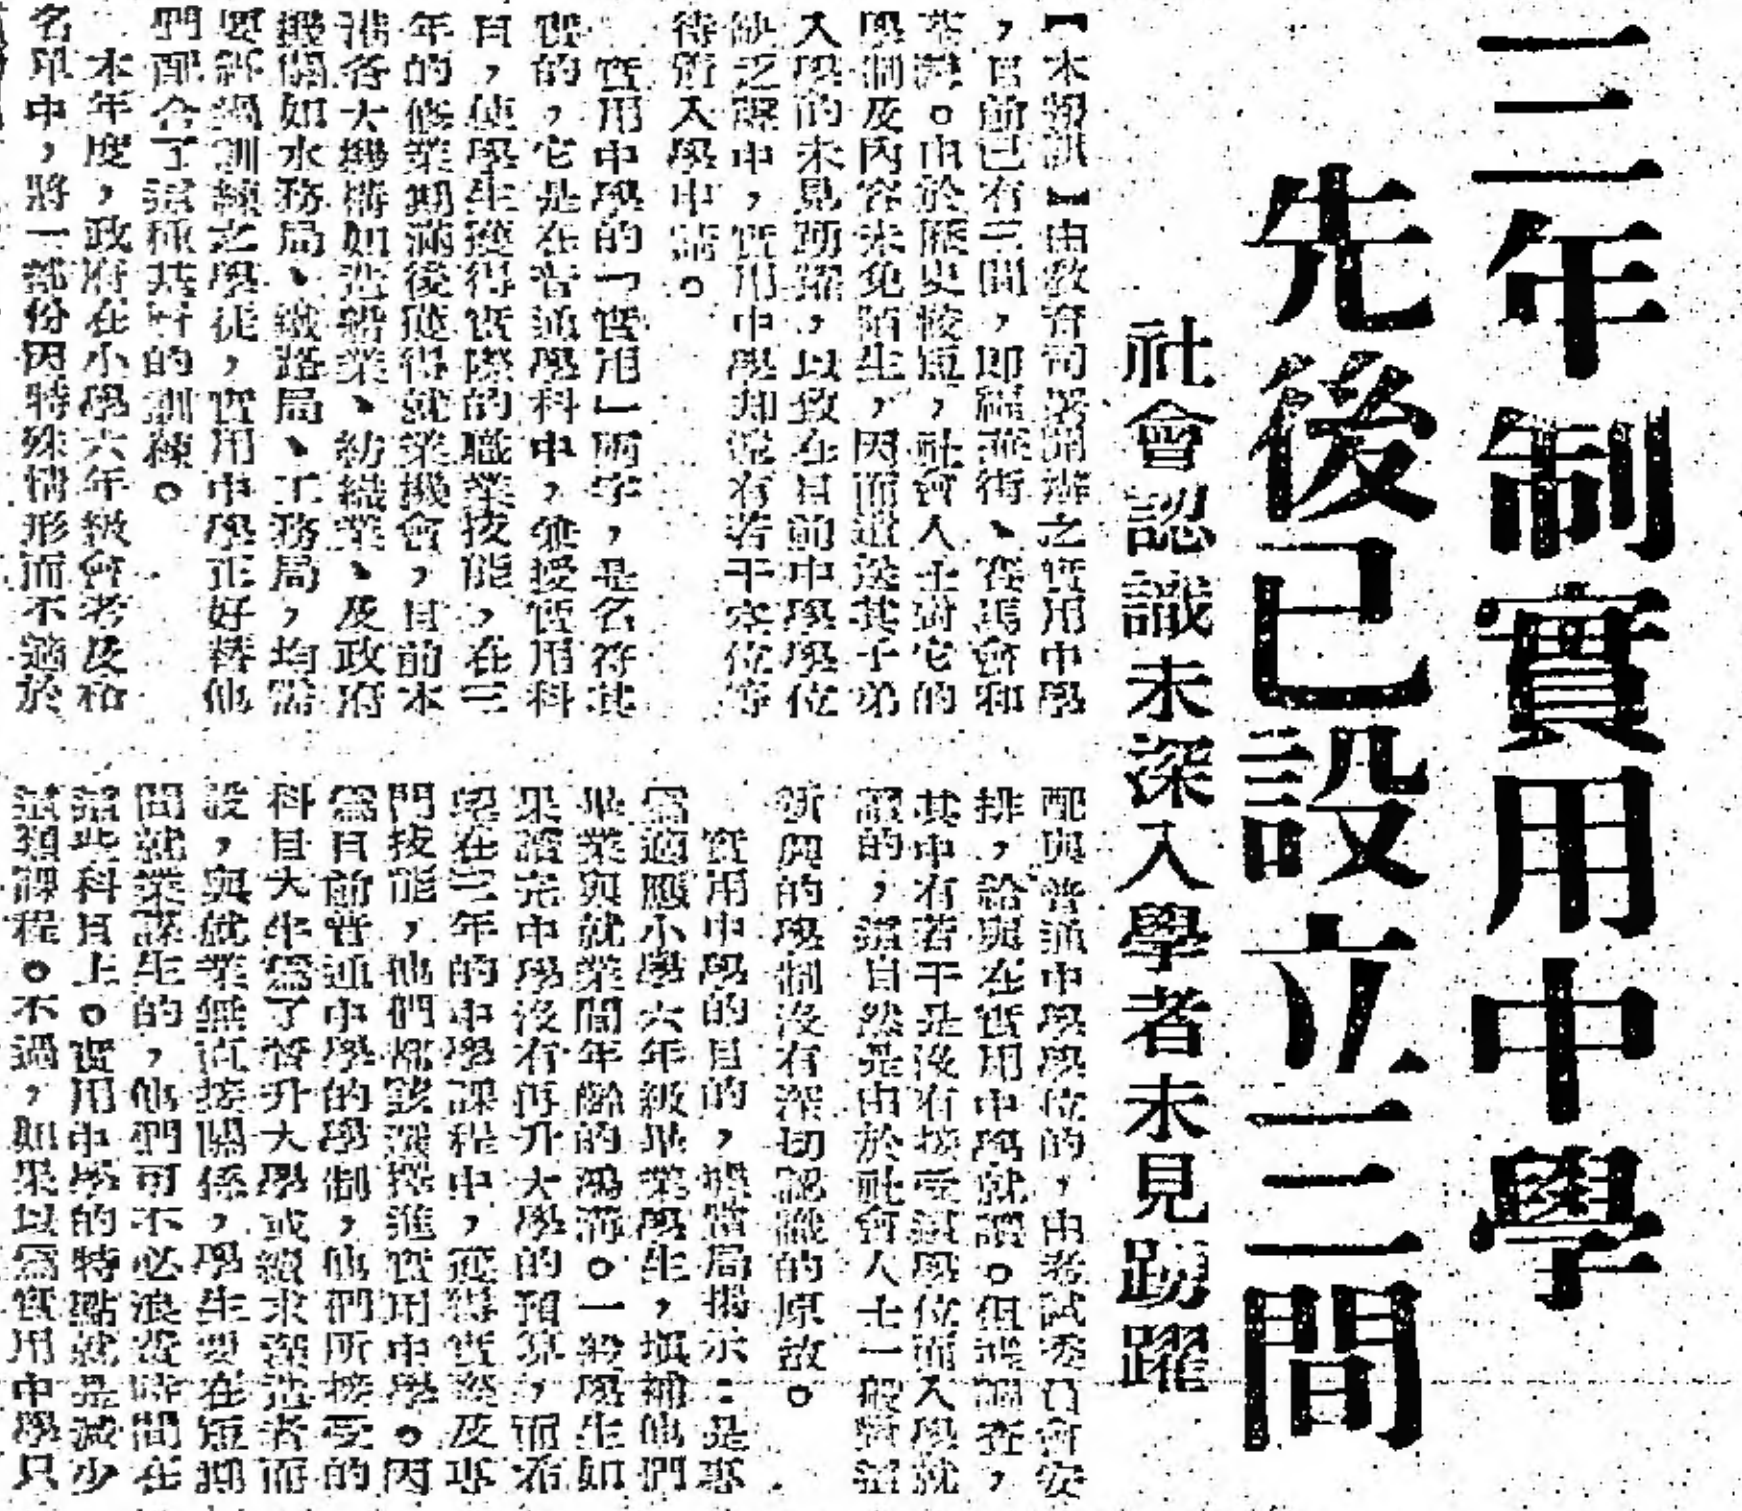 三年制實用中學
先後已設立三間
社會認識未深入學者未見踴躍
【本報訊】由教育司署開辦之實用中學
,目前已有三間,即福華街、賽馬會和
荃灣。由於歷史較短,社會人士對它的
學制及內容未免陌生,因而遣送其子弟
入學的未見踴躍,以致在目前中學學位
缺乏聲中,實用中學却還有若干空位等
待着入學申請。
實用中學的「實用」兩字,是名符其
實的,它是在普通學科中,兼授實用科
目,使學生獲得實際的職業技能,在三
年的修業期滿後獲得就業機會,目前本
港各大機構如造船業、紡織業、及政府
機關如水務局、鐵路局、工務局,均需
要新過訓練之學徒,實用中學正好替他
們配合了這種基層的訓練。
本年度,政府在小學六年級會考及格
名單中,將一部份因特殊情形而不適於
配與普通中學學位的,由考試委員會安
排,給與在實用中學就讀。但據調查,
其中有若干是沒有接受該學位而入學就
讀的,這自然是由於社會人士一般對這
新興的學制沒有深切認識的原故。
實用中學的目的,據當局揭示:是專
爲適應小學六年級畢業學生,填補他們
畢業與就業間年齡的鴻溝。一般學生如
果讀完中學沒有再升大學的預算,而希
望在三年的中學課程中,獲得實際及專
門技能,他們都該選擇進實用中學。因
爲目前普通中學的學制,他們所接受的
科目大半爲了替升大學或續求深造者而
設,與就業無直接關係,學生要在短期
間就業謀生的,他們可不必浪費時間在
這些科目上。實用中學的特點就是減少
這類課程。不過,如果以爲實用中學只